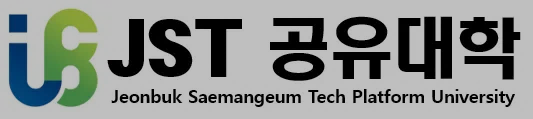 JST 공유대학
Jeonbuk Saemangeum Tech Platform University